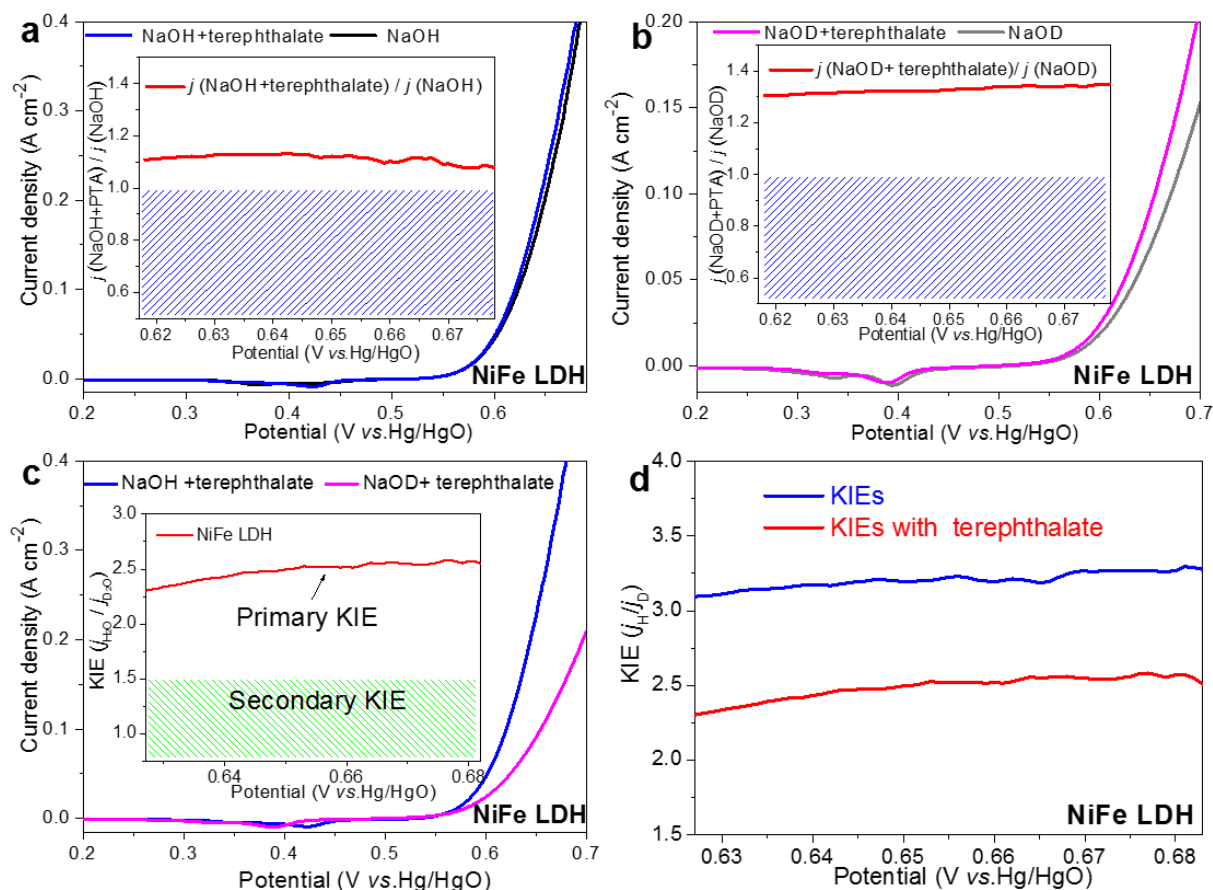 a
NaOH+terephthalate
NaOH
j (NaOH+terephthalate) / j (NaOH)
j (NaOH+PTA) / j (NaOH)
1.4
1.2
1.0
0.8
0.6
0.62 0.63 0.64 0.65 0.66 0.67
Potential (V vs.Hg/HgO)
Current density (A cm⁻²)
0.4
0.3
0.2
0.1
0.0
NiFe LDH
0.2 0.3 0.4 0.5 0.6
Potential (V vs.Hg/HgO)
b
NaOD+terephthalate
NaOD
j (NaOD+ terephthalate)/ j (NaOD)
j (NaOD+PTA) / j (NaOD)
1.4
1.2
1.0
0.8
0.6
0.62 0.63 0.64 0.65 0.66 0.67
Potential (V vs.Hg/HgO)
Current density (A cm⁻²)
0.20
0.15
0.10
0.05
0.00
NiFe LDH
0.2 0.3 0.4 0.5 0.6 0.7
Potential (V vs.Hg/HgO)
c
NaOH +terephthalate
NaOD+ terephthalate
NiFe LDH
Primary KIE
Secondary KIE
KIE (jH₂O / jD₂O)
3.0
2.5
2.0
1.5
1.0
0.64 0.66 0.68
Potential (V vs.Hg/HgO)
Current density (A cm⁻²)
0.4
0.3
0.2
0.1
0.0
NiFe LDH
0.2 0.3 0.4 0.5 0.6 0.7
Potential (V vs.Hg/HgO)
d
KIEs
KIEs with terephthalate
KIE (jH/jD)
4.0
3.5
3.0
2.5
2.0
1.5
NiFe LDH
0.63 0.64 0.65 0.66 0.67 0.68
Potential (V vs.Hg/HgO)